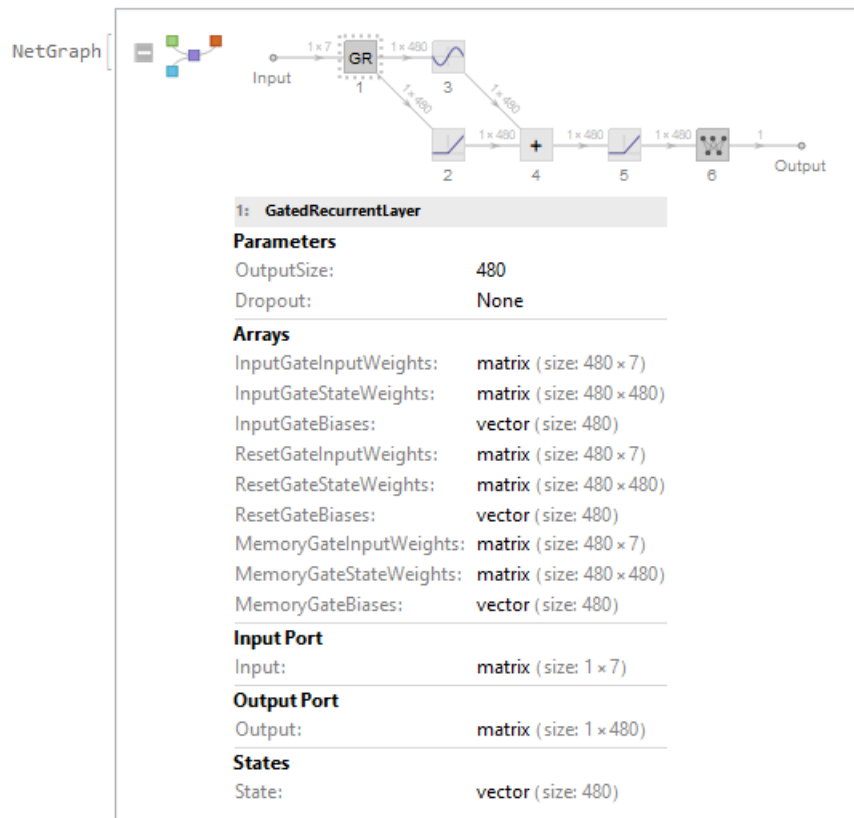 NetGraph[
1×7 1×480
Input GR
1 3
1×480 1×480
1×480 1×480 1×480 1
+ Output
2 4 5 6
1: GatedRecurrentLayer
Parameters
OutputSize: 480
Dropout: None
Arrays
InputGateInputWeights: matrix (size: 480×7)
InputGateStateWeights: matrix (size: 480×480)
InputGateBiases: vector (size: 480)
ResetGateInputWeights: matrix (size: 480×7)
ResetGateStateWeights: matrix (size: 480×480)
ResetGateBiases: vector (size: 480)
MemoryGateInputWeights: matrix (size: 480×7)
MemoryGateStateWeights: matrix (size: 480×480)
MemoryGateBiases: vector (size: 480)
Input Port
Input: matrix (size: 1×7)
Output Port
Output: matrix (size: 1×480)
States
State: vector (size: 480)